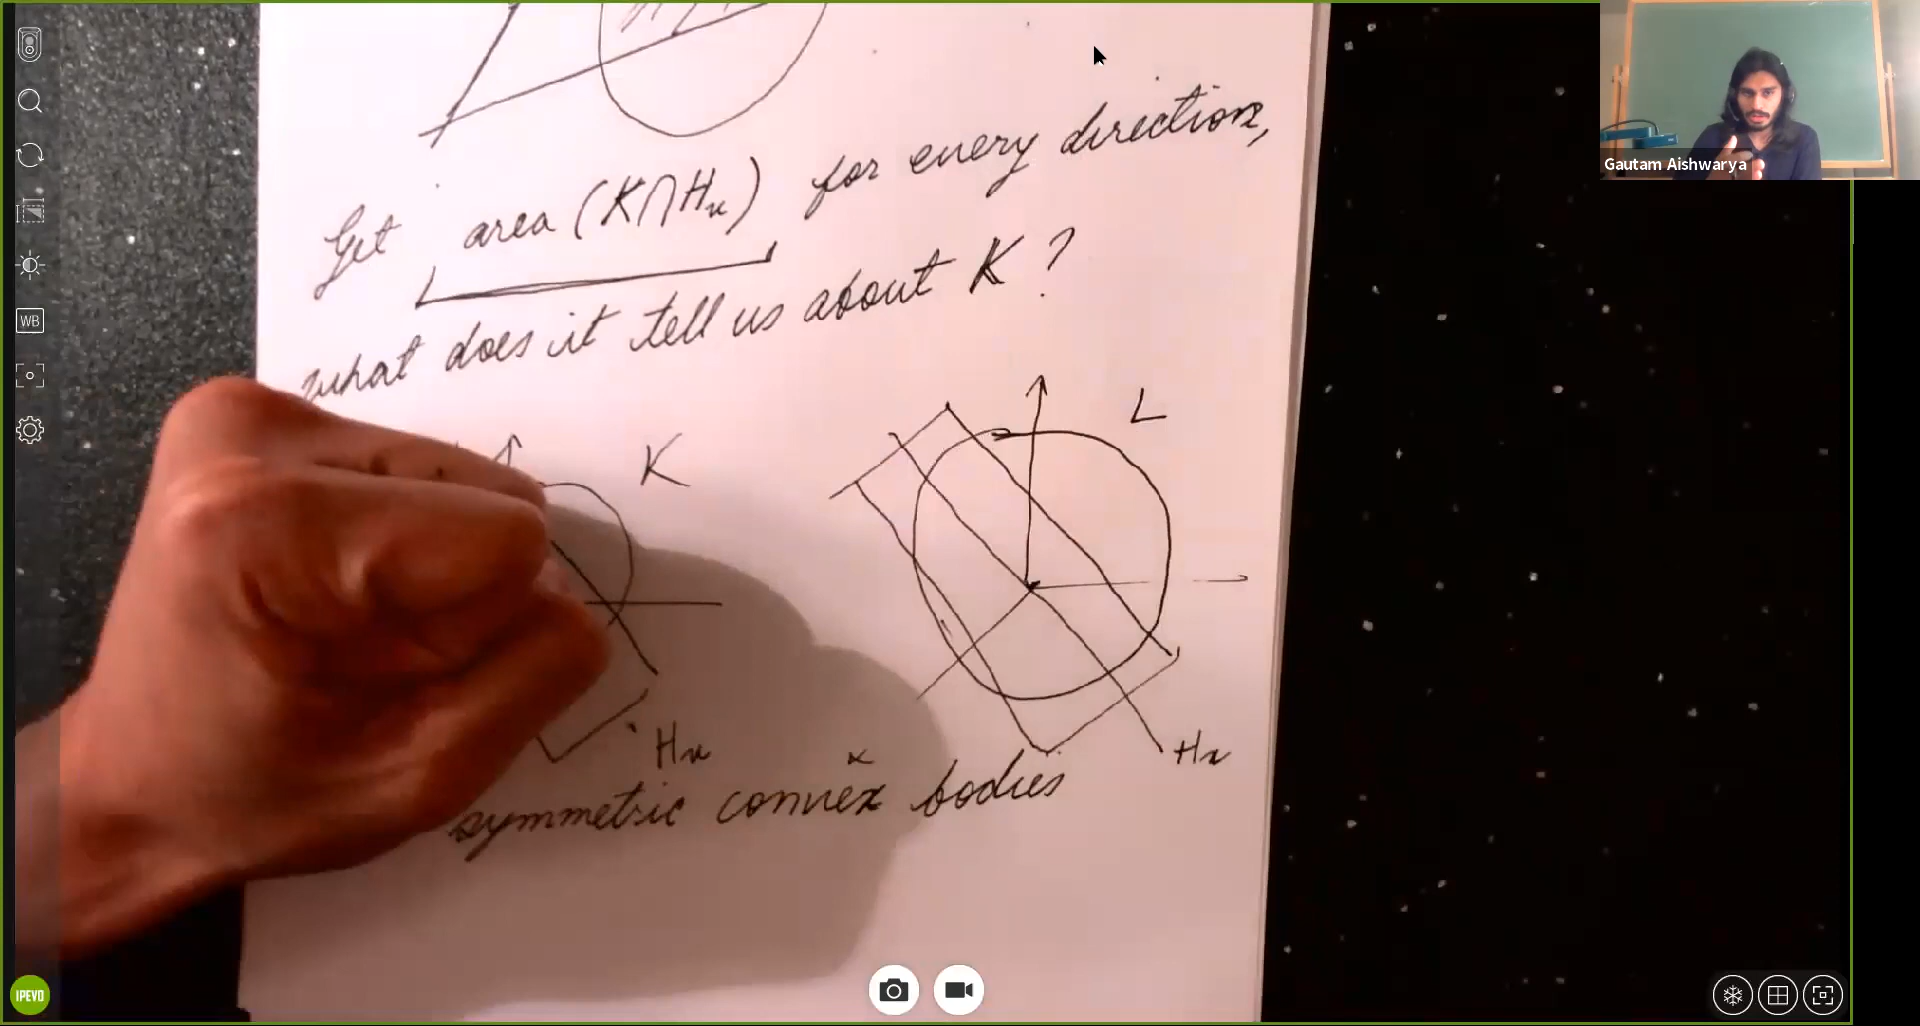 Gautam Aishwarya
Get area (K∩Hx) for every direction x,
what does it tell us about K?
K
L
Hx
Hx
symmetric convex bodies
WB
IPEVO